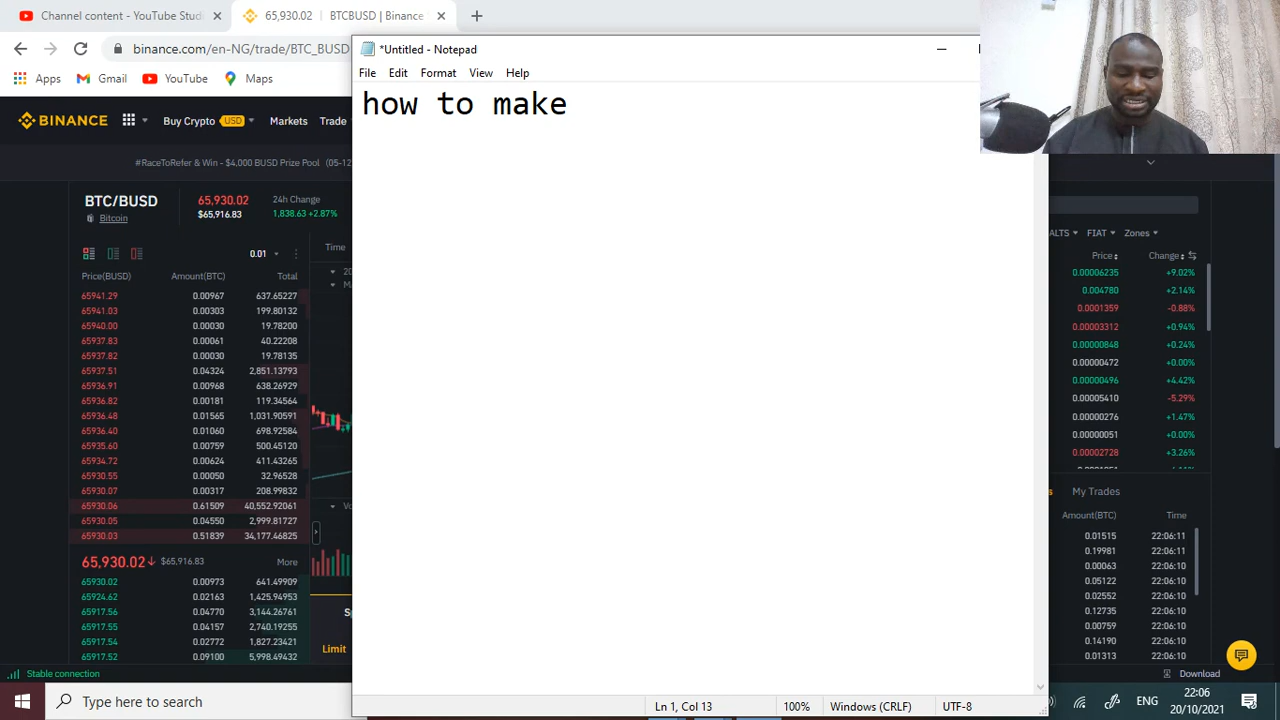 Channel content - YouTube Studi
65,930.02 | BTCBUSD | Binance
binance.com/en-NG/trade/BTC_BUSD
Apps Gmail YouTube Maps
*Untitled - Notepad
File Edit Format View Help
how to make
BINANCE Buy Crypto USD Markets Trade
#RaceToRefer & Win - $4,000 BUSD Prize Pool (05-12
BTC/BUSD 65,930.02 24h Change
Bitcoin $65,916.83 1,838.63 +2.87%
0.01 Time
Price(BUSD) Amount(BTC) Total
65941.29 0.00967 637.65227
65941.03 0.00303 199.80132
65940.00 0.00030 19.78200
65937.83 0.00061 40.22208
65937.82 0.00030 19.78135
65937.51 0.04324 2,851.13793
65936.91 0.00968 638.26929
65936.82 0.00181 119.34564
65936.48 0.01565 1,031.90591
65936.40 0.01060 698.92584
65935.60 0.00759 500.45120
65934.72 0.00624 411.43265
65930.55 0.00050 32.96528
65930.07 0.00317 208.99832
65930.06 0.61509 40,552.92061
65930.05 0.04550 2,999.81727
65930.03 0.51839 34,177.46825
65,930.02 $65,916.83 More
65930.02 0.00973 641.49909
65924.62 0.02163 1,425.94953
65917.56 0.04770 3,144.26761
65917.55 0.04157 2,740.19255
65917.54 0.02772 1,827.23414
65917.52 0.09100 5,998.49432
Limit
ALTS FIAT Zones
Price Change
0.00006235 +9.02%
0.004780 +2.14%
0.0001359 -0.88%
0.00003312 +0.94%
0.00000848 +0.24%
0.00000472 +0.00%
0.00000496 +4.42%
0.00005410 -5.29%
0.00000276 +1.47%
0.00000051 +0.00%
0.00002728 +3.26%
My Trades
Amount(BTC) Time
0.01515 22:06:11
0.19981 22:06:11
0.00063 22:06:10
0.05122 22:06:10
0.02552 22:06:10
0.12735 22:06:10
0.00759 22:06:10
0.14190 22:06:10
0.01313 22:06:10
Stable connection
Download
Ln 1, Col 13 100% Windows (CRLF) UTF-8
Type here to search
ENG
22:06
20/10/2021